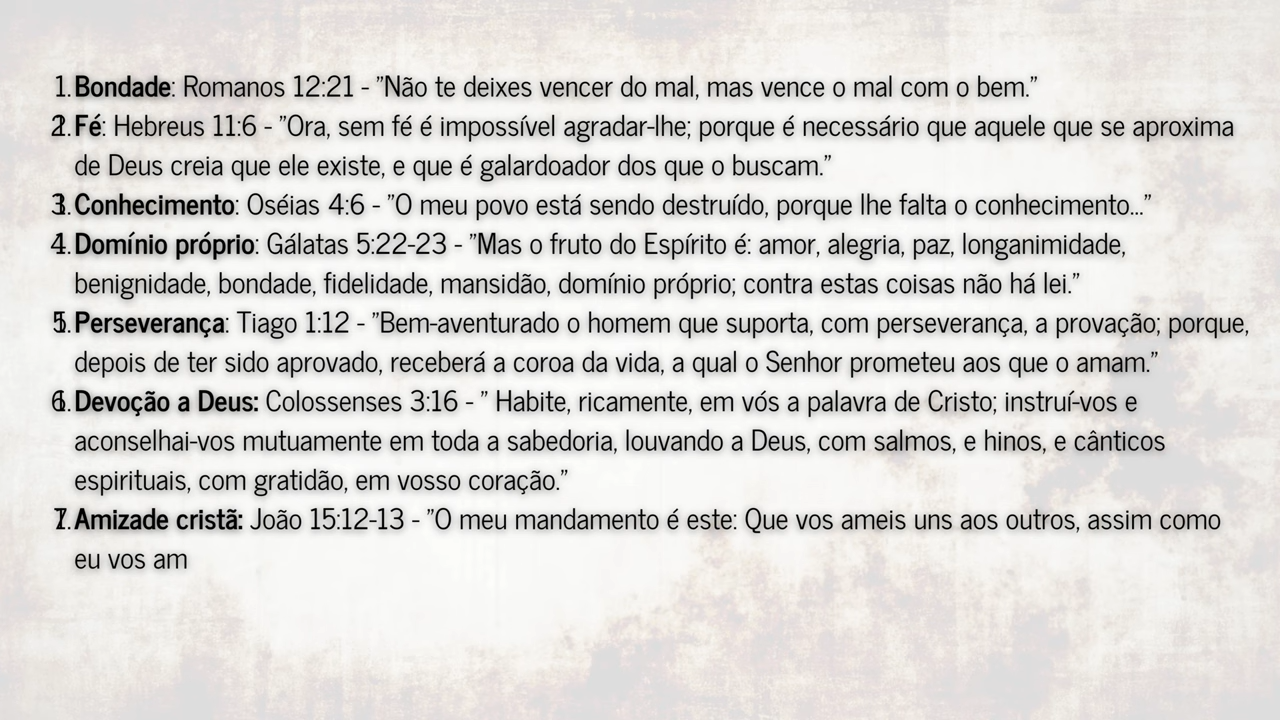 1. Bondade: Romanos 12:21 - "Não te deixes vencer do mal, mas vence o mal com o bem."
2. Fé: Hebreus 11:6 - "Ora, sem fé é impossível agradar-lhe; porque é necessário que aquele que se aproxima
de Deus creia que ele existe, e que é galardoador dos que o buscam."
3. Conhecimento: Oséias 4:6 - "O meu povo está sendo destruído, porque lhe falta o conhecimento..."
4. Domínio próprio: Gálatas 5:22-23 - "Mas o fruto do Espírito é: amor, alegria, paz, longanimidade,
benignidade, bondade, fidelidade, mansidão, domínio próprio; contra estas coisas não há lei."
5. Perseverança: Tiago 1:12 - "Bem-aventurado o homem que suporta, com perseverança, a provação; porque,
depois de ter sido aprovado, receberá a coroa da vida, a qual o Senhor prometeu aos que o amam."
6. Devoção a Deus: Colossenses 3:16 - " Habite, ricamente, em vós a palavra de Cristo; instruí-vos e
aconselhai-vos mutuamente em toda a sabedoria, louvando a Deus, com salmos, e hinos, e cânticos
espirituais, com gratidão, em vosso coração."
7. Amizade cristã: João 15:12-13 - "O meu mandamento é este: Que vos ameis uns aos outros, assim como
eu vos am